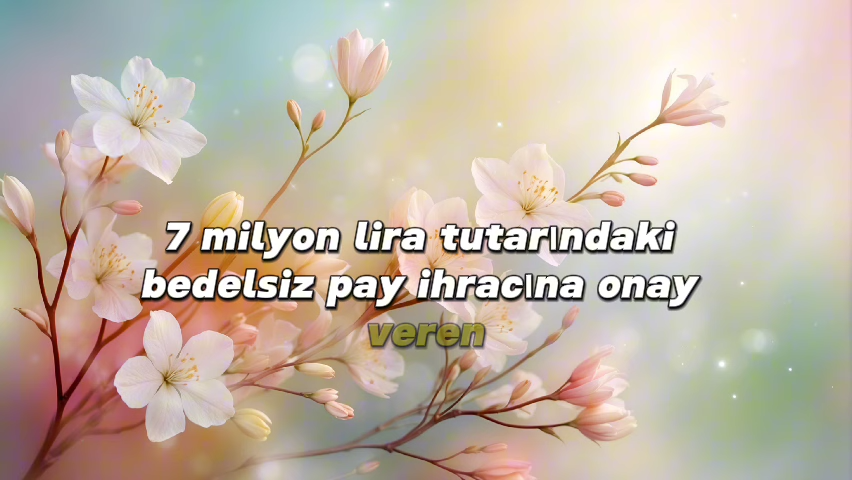 7 milyon lira tutarındaki
bedelsiz pay ihracına onay
veren